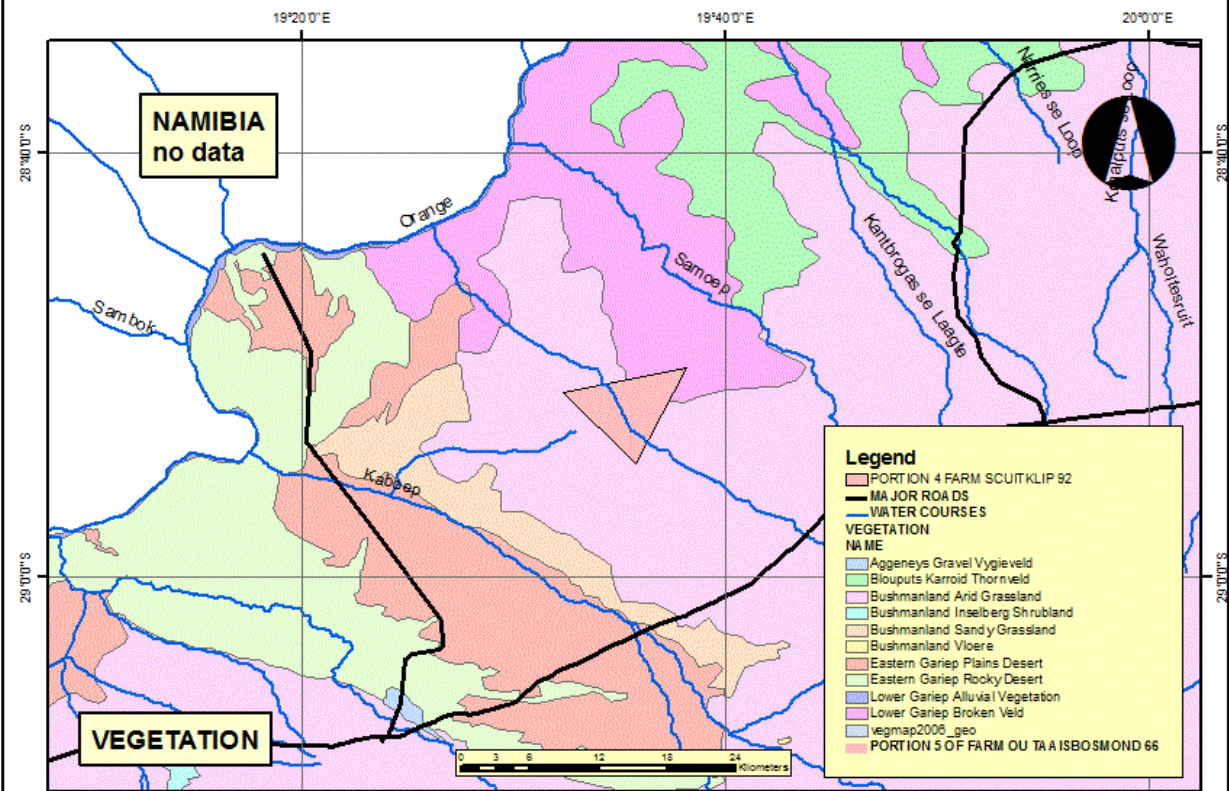 19°20'0"E
19°40'0"E
20°0'0"E
NAMIBIA
no data
28°40'0"S
28°40'0"S
Narries se Loop
se Loop
Orange
Samoep
Kantbrogas se Laagte
Sambok
Kaboep
29°0'0"S
29°0'0"S
Legend
PORTION 4 FARM SCUITKLIP 92
MAJOR ROADS
WATER COURSES
VEGETATION
NAME
Aggeneys Gravel Vygieveld
Blouputs Karroid Thornveld
Bushmanland Arid Grassland
Bushmanland Inselberg Shrubland
Bushmanland Sandy Grassland
Bushmanland Vloere
Eastern Gariep Plains Desert
Eastern Gariep Rocky Desert
Lower Gariep Alluvial Vegetation
Lower Gariep Broken Veld
vegmap2006_geo
PORTION 5 OF FARM OU TAAISBOSMOND 66
VEGETATION
0 3 6 12 18 24
Kilometers